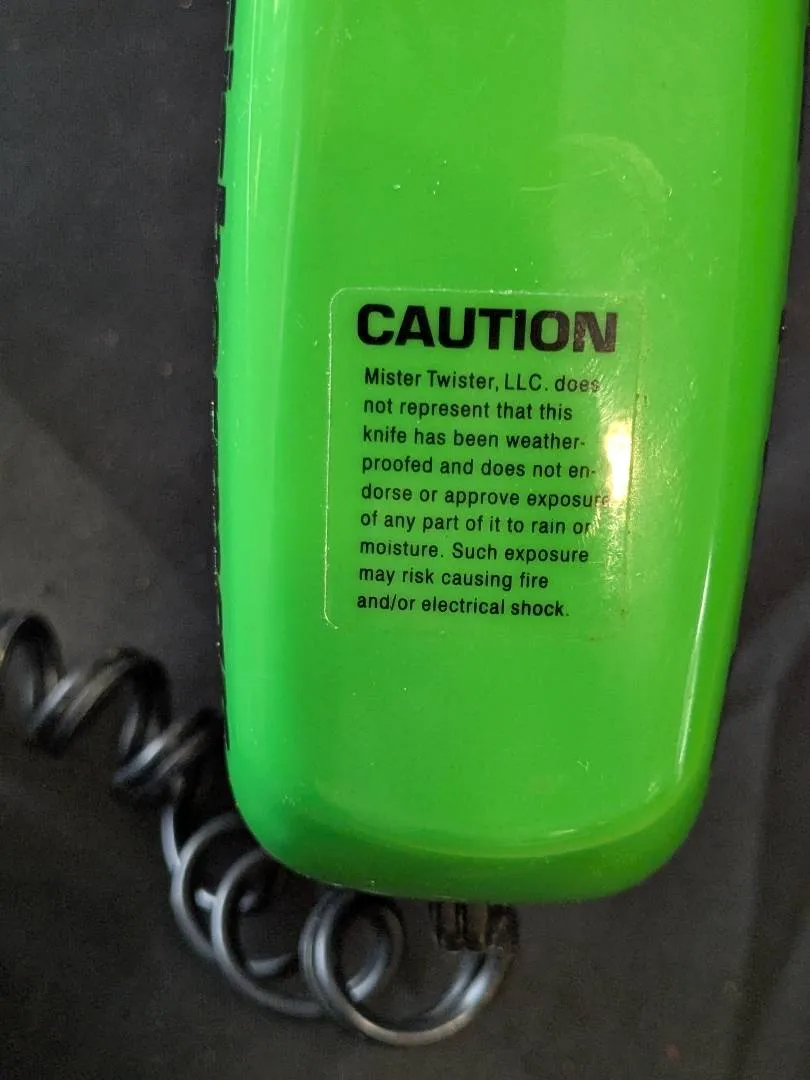 CAUTION
Mister Twister, LLC. does
not represent that this
knife has been weather-
proofed and does not en-
dorse or approve exposure
of any part of it to rain or
moisture. Such exposure
may risk causing fire
and/or electrical shock.